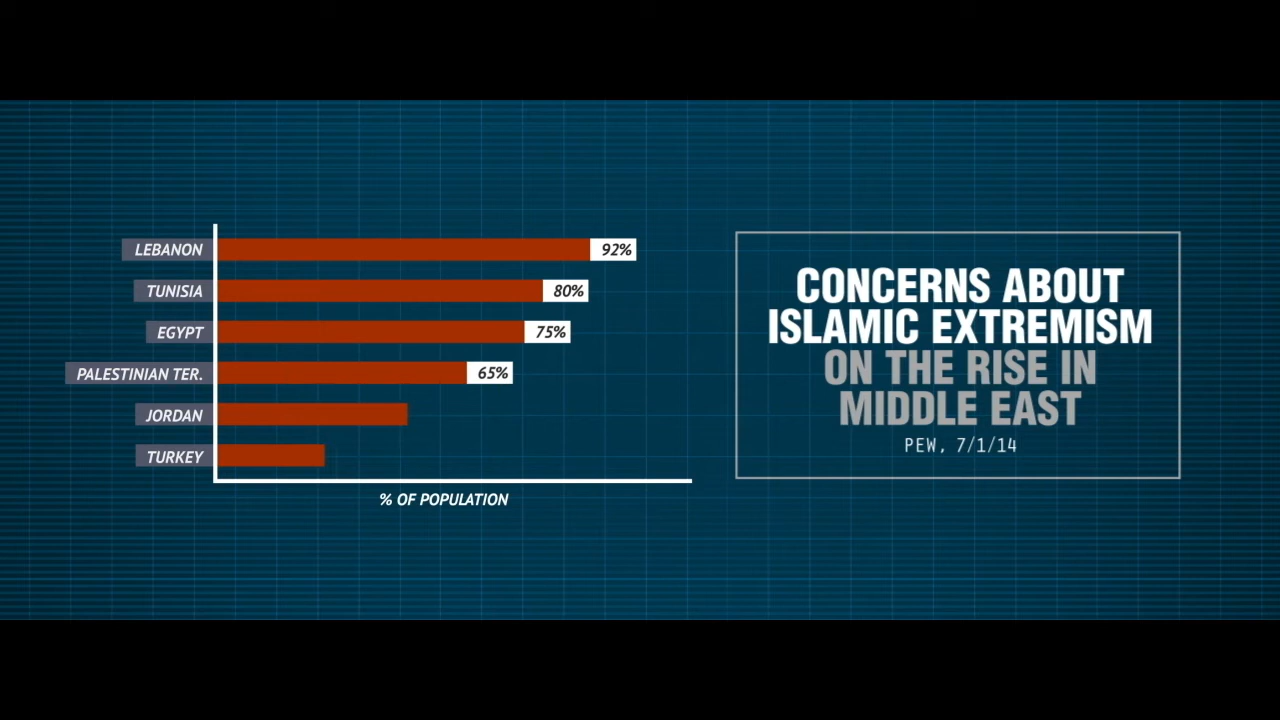 LEBANON 92%
TUNISIA 80%
EGYPT 75%
PALESTINIAN TER. 65%
JORDAN
TURKEY
% OF POPULATION
CONCERNS ABOUT
ISLAMIC EXTREMISM
ON THE RISE IN
MIDDLE EAST
PEW, 7/1/14